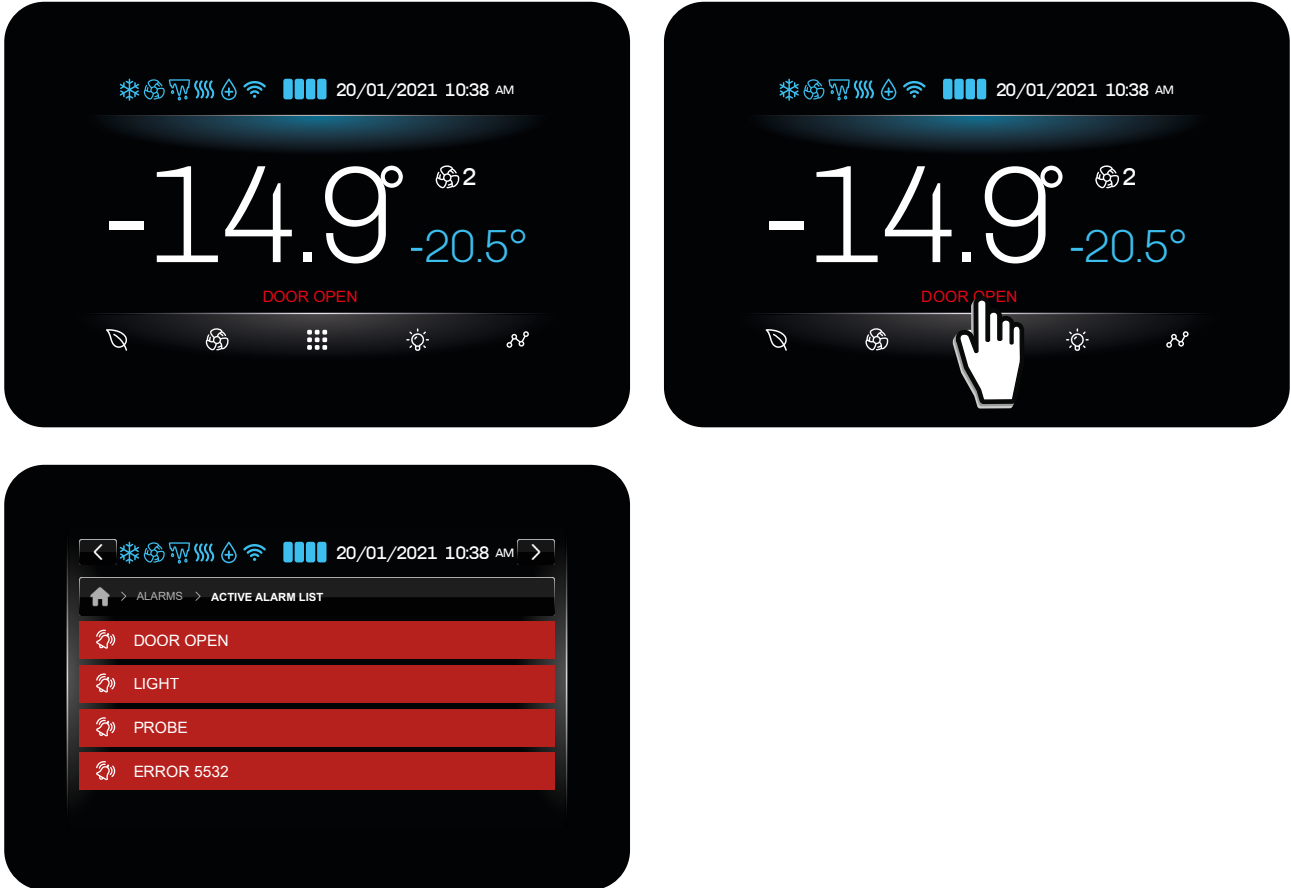 20/01/2021 10:38 AM
-14.9°
2
-20.5°
DOOR OPEN
20/01/2021 10:38 AM
-14.9°
2
-20.5°
DOOR OPEN
20/01/2021 10:38 AM
> ALARMS > ACTIVE ALARM LIST
DOOR OPEN
LIGHT
PROBE
ERROR 5532